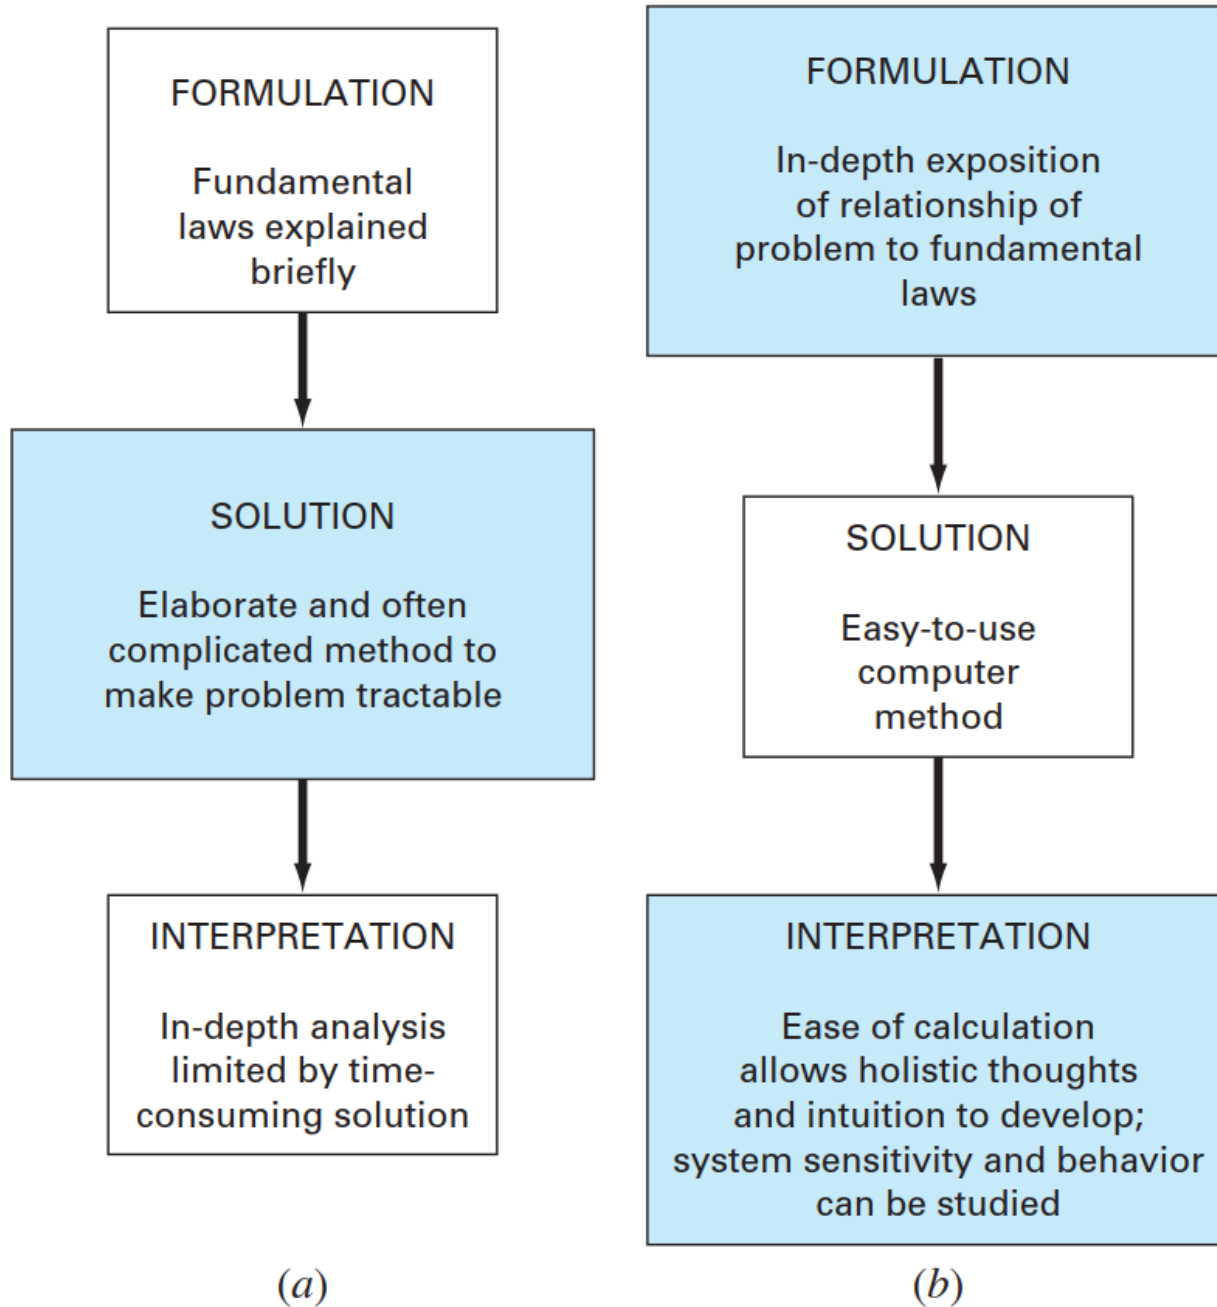 FORMULATION
Fundamental
laws explained
briefly
SOLUTION
Elaborate and often
complicated method to
make problem tractable
INTERPRETATION
In-depth analysis
limited by time-
consuming solution
(a)
FORMULATION
In-depth exposition
of relationship of
problem to fundamental
laws
SOLUTION
Easy-to-use
computer
method
INTERPRETATION
Ease of calculation
allows holistic thoughts
and intuition to develop;
system sensitivity and behavior
can be studied
(b)